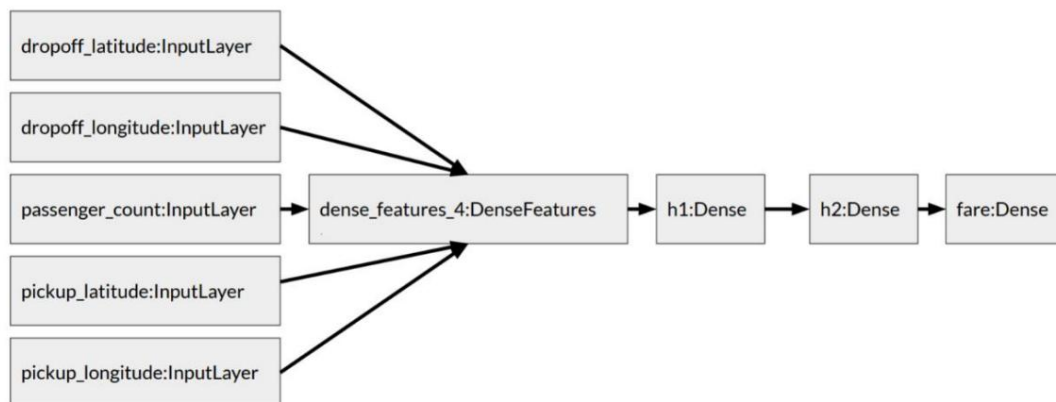 dropoff_latitude:InputLayer
dropoff_longitude:InputLayer
passenger_count:InputLayer
dense_features_4:DenseFeatures
h1:Dense
h2:Dense
fare:Dense
pickup_latitude:InputLayer
pickup_longitude:InputLayer